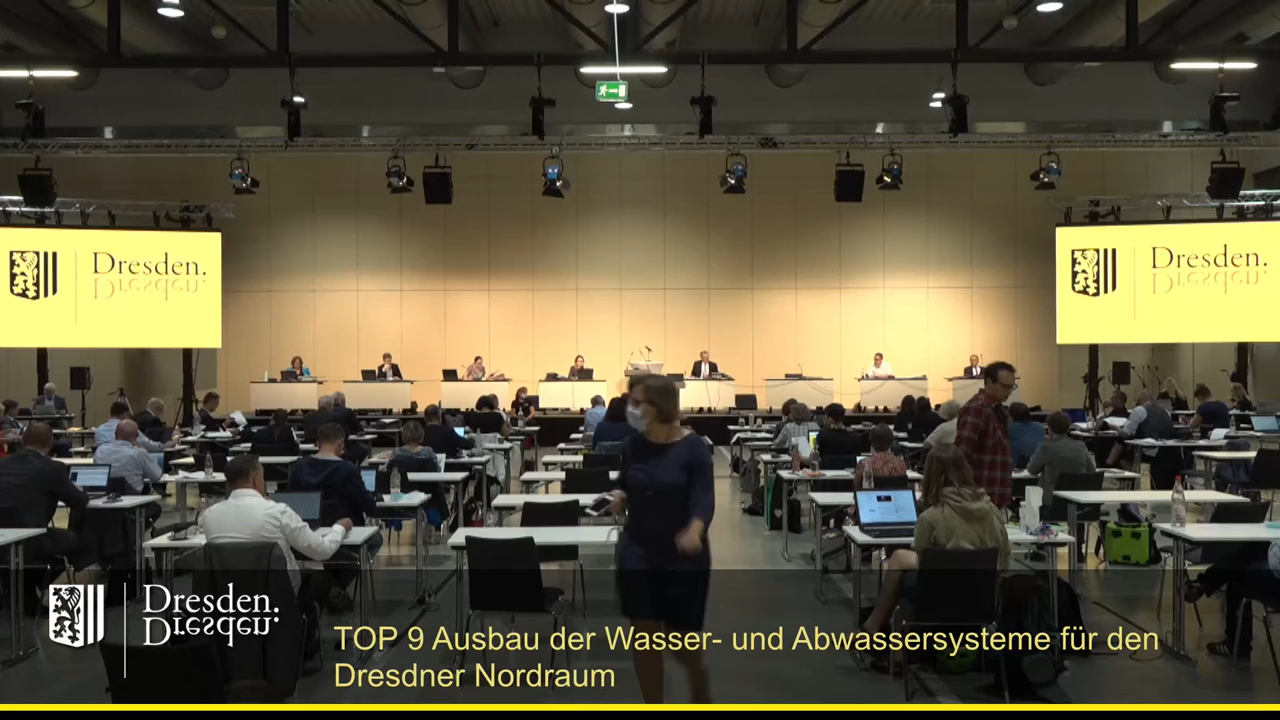 Dresden.
Dresden.
Dresden.
Dresden.
Dresden.
Dresden.
TOP 9 Ausbau der Wasser- und Abwassersysteme für den
Dresdner Nordraum